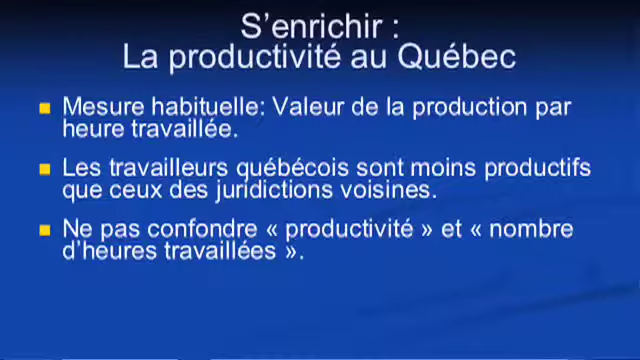 S'enrichir :
La productivité au Québec
Mesure habituelle: Valeur de la production par
heure travaillée.
Les travailleurs québécois sont moins productifs
que ceux des juridictions voisines.
Ne pas confondre « productivité » et « nombre
d'heures travaillées ».